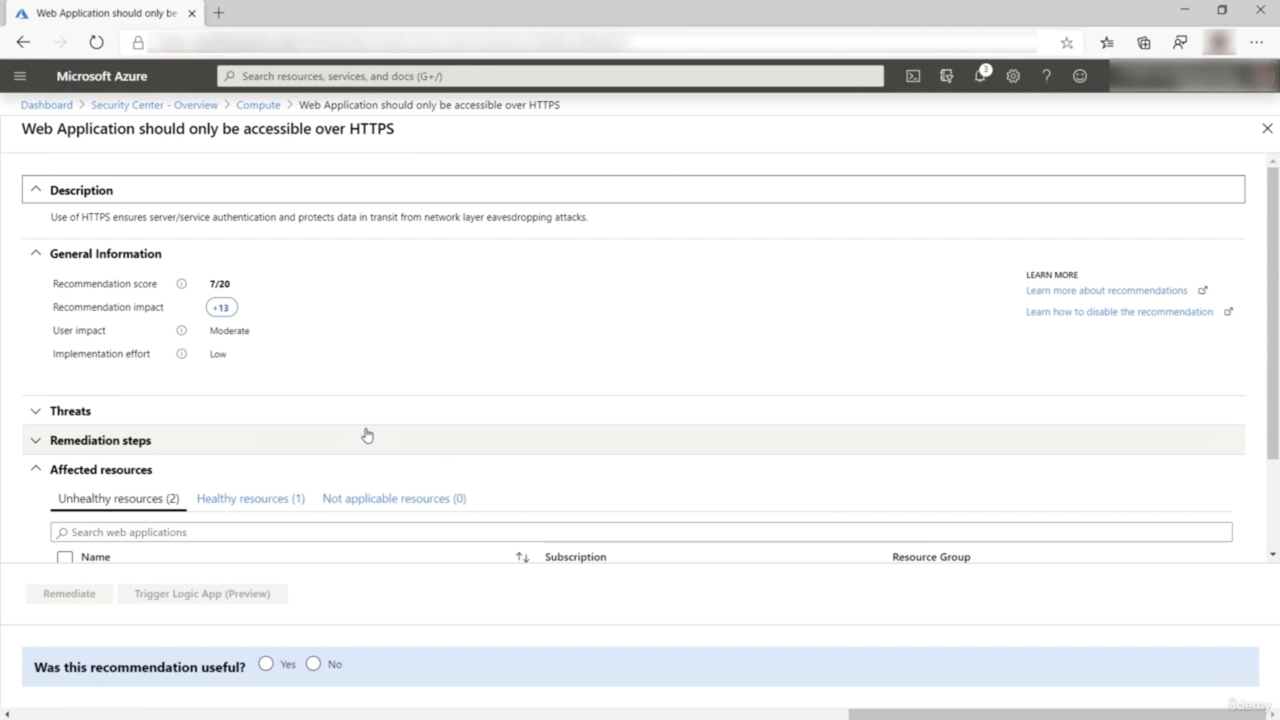 Web Application should only be
Microsoft Azure
Search resources, services, and docs (G+/)
3
Dashboard > Security Center - Overview > Compute > Web Application should only be accessible over HTTPS
Web Application should only be accessible over HTTPS
Description
Use of HTTPS ensures server/service authentication and protects data in transit from network layer eavesdropping attacks.
General Information
Recommendation score 7/20
Recommendation impact +13
User impact Moderate
Implementation effort Low
LEARN MORE
Learn more about recommendations
Learn how to disable the recommendation
Threats
Remediation steps
Affected resources
Unhealthy resources (2) Healthy resources (1) Not applicable resources (0)
Search web applications
Name Subscription Resource Group
Remediate Trigger Logic App (Preview)
Was this recommendation useful? Yes No
ûdemy